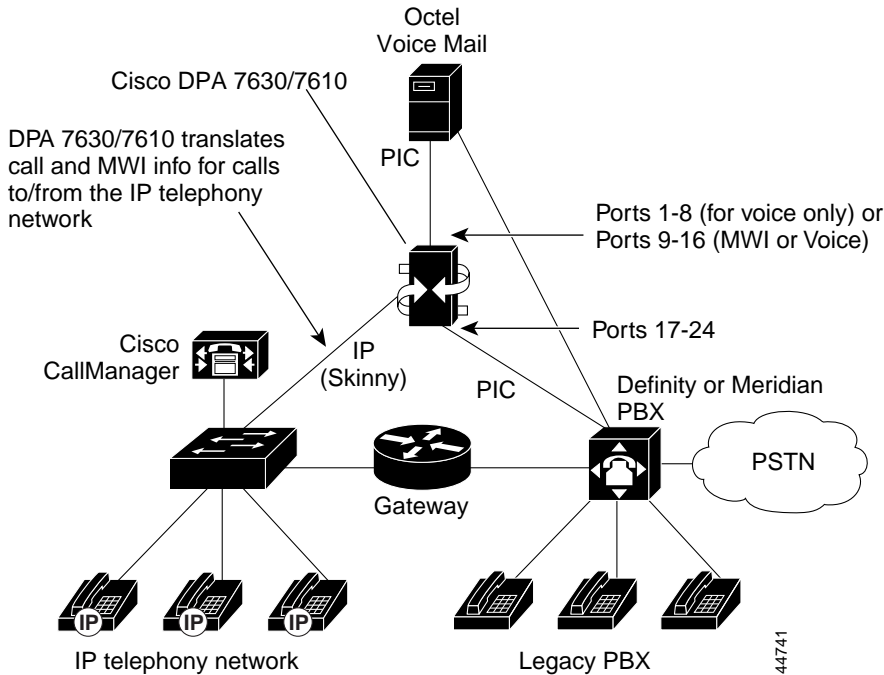 Octel
Voice Mail
Cisco DPA 7630/7610
DPA 7630/7610 translates
call and MWI info for calls
to/from the IP telephony
network
PIC
Ports 1-8 (for voice only) or
Ports 9-16 (MWI or Voice)
Ports 17-24
Cisco
CallManager
IP
(Skinny)
PIC
Definity or Meridian
PBX
PSTN
Gateway
IP
IP
IP
IP telephony network
Legacy PBX
44741